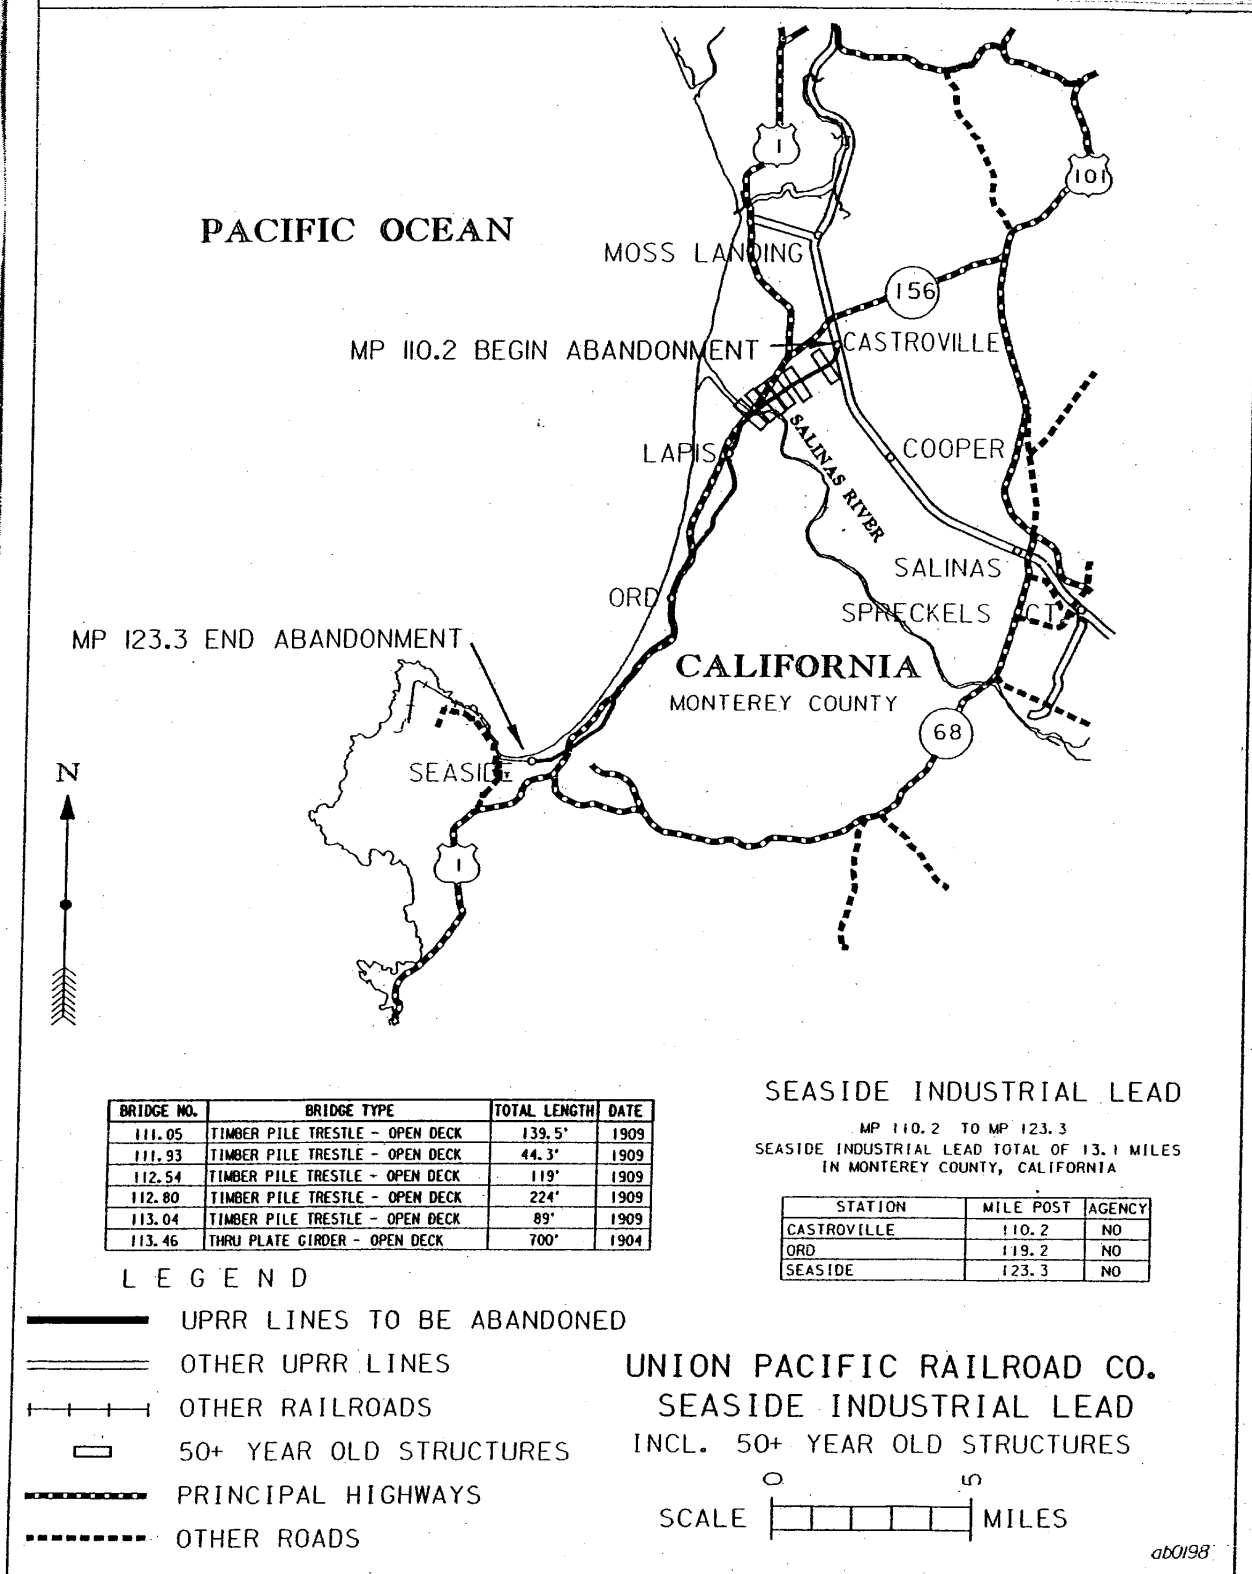 1
101
PACIFIC OCEAN
MOSS LANDING
156
MP 110.2 BEGIN ABANDONMENT
CASTROVILLE
LAPIS
SALINAS RIVER
COOPER
SALINAS
ORD
SPRECKELS JCT
MP 123.3 END ABANDONMENT
CALIFORNIA
MONTEREY COUNTY
68
SEASIDE
N
1
SEASIDE INDUSTRIAL LEAD
MP 110.2 TO MP 123.3
SEASIDE INDUSTRIAL LEAD TOTAL OF 13.1 MILES
IN MONTEREY COUNTY, CALIFORNIA
BRIDGE NO. BRIDGE TYPE TOTAL LENGTH DATE
111.05 TIMBER PILE TRESTLE - OPEN DECK 139.5' 1909
111.93 TIMBER PILE TRESTLE - OPEN DECK 44.3' 1909
112.54 TIMBER PILE TRESTLE - OPEN DECK 119' 1909
112.80 TIMBER PILE TRESTLE - OPEN DECK 224' 1909
113.04 TIMBER PILE TRESTLE - OPEN DECK 89' 1909
113.46 THRU PLATE GIRDER - OPEN DECK 700' 1904
STATION MILE POST AGENCY
CASTROVILLE 110.2 NO
ORD 119.2 NO
SEASIDE 123.3 NO
LEGEND
UPRR LINES TO BE ABANDONED
OTHER UPRR LINES
OTHER RAILROADS
50+ YEAR OLD STRUCTURES
PRINCIPAL HIGHWAYS
OTHER ROADS
UNION PACIFIC RAILROAD CO.
SEASIDE INDUSTRIAL LEAD
INCL. 50+ YEAR OLD STRUCTURES
0 5
SCALE MILES
ab0198